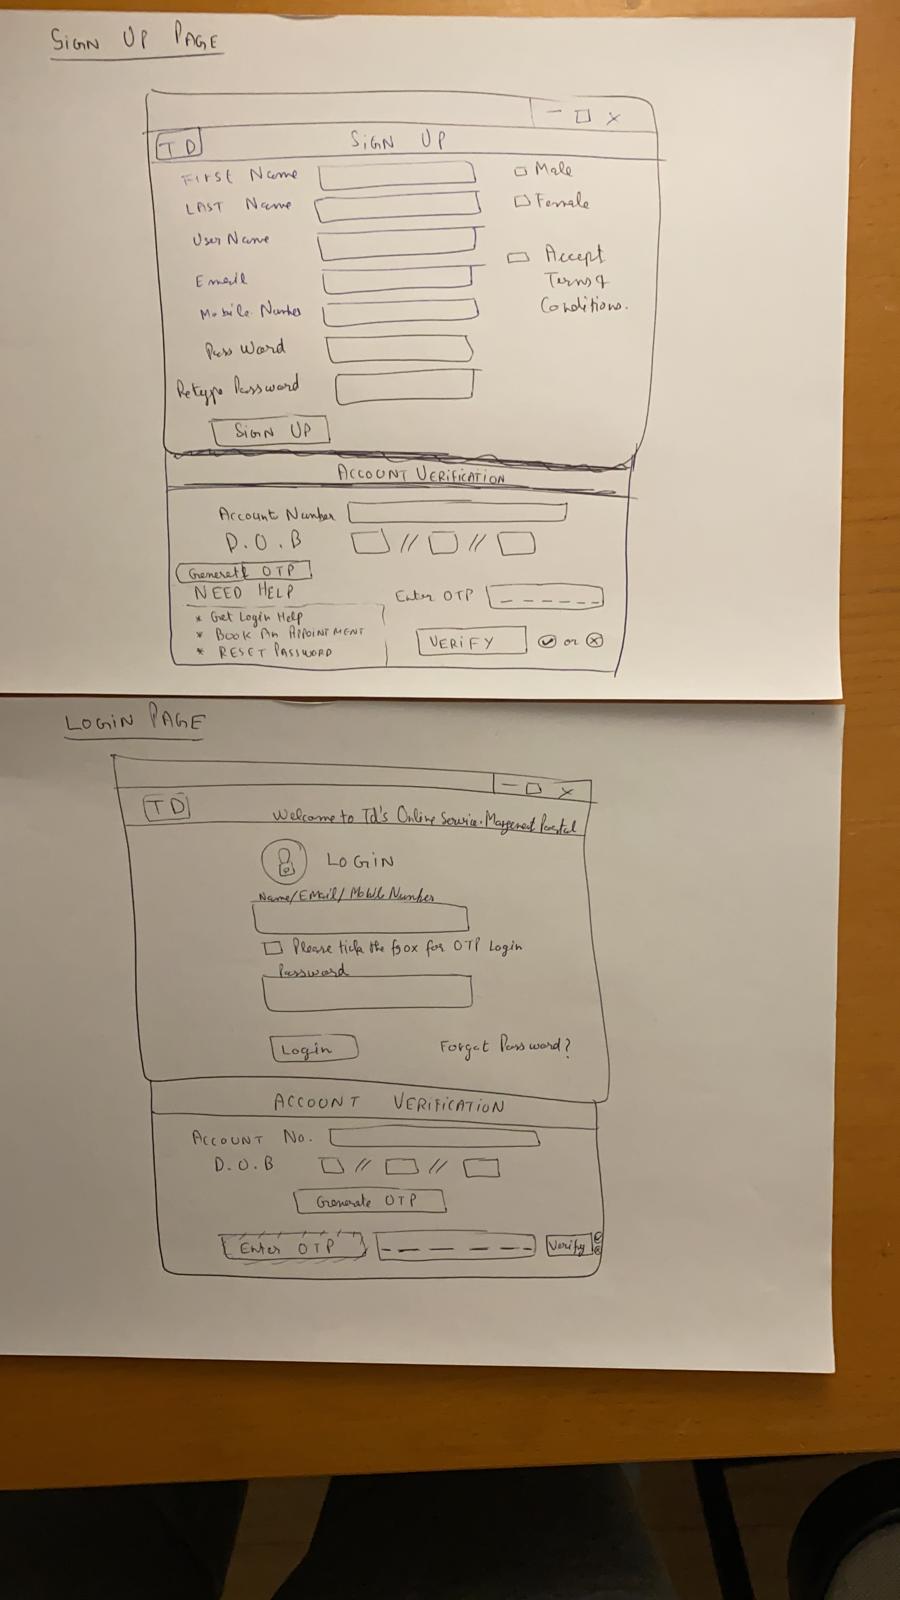 SIGN UP PAGE
- □ X
TD SIGN UP
First Name □ Male
LAST Name □ Female
User Name
□ Accept
Email Terms &
Mobile Number Conditions.
Pass Word
Retype Password
SIGN UP
ACCOUNT VERIFICATION
Account Number
D.O.B // //
Generate OTP
NEED HELP Enter OTP _ _ _ _ _ _
* Get Login Help
* BOOK AN APPOINTMENT VERIFY ✓ or ✗
* RESET PASSWORD
LOGIN PAGE
- □ X
TD Welcome to Td's Online Service Management Portal
LOGIN
Name/EMail/Mobile Number
□ Please tick the box for OTP Login
Password
Login Forgot Password?
ACCOUNT VERIFICATION
ACCOUNT No.
D.O.B // //
Generate OTP
Enter OTP _ _ _ _ _ Verify ✓ ✗